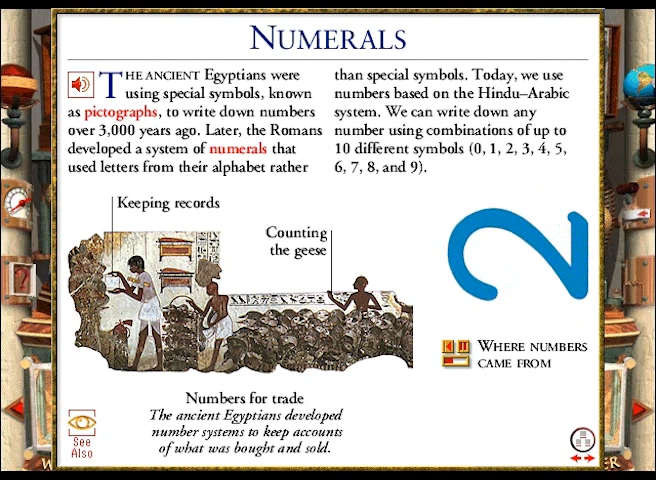 NUMERALS
THE ANCIENT Egyptians were
using special symbols, known
as pictographs, to write down numbers
over 3,000 years ago. Later, the Romans
developed a system of numerals that
used letters from their alphabet rather
than special symbols. Today, we use
numbers based on the Hindu–Arabic
system. We can write down any
number using combinations of up to
10 different symbols (0, 1, 2, 3, 4, 5,
6, 7, 8, and 9).
Keeping records
Counting
the geese
2
WHERE NUMBERS
CAME FROM
Numbers for trade
The ancient Egyptians developed
number systems to keep accounts
of what was bought and sold.
See
Also